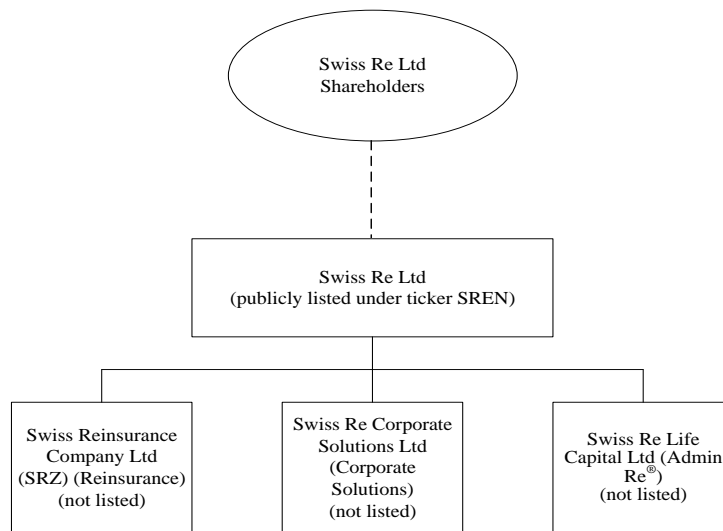 Swiss Re Ltd
Shareholders
Swiss Re Ltd
(publicly listed under ticker SREN)
Swiss Reinsurance
Company Ltd
(SRZ) (Reinsurance)
(not listed)
Swiss Re Corporate
Solutions Ltd
(Corporate
Solutions)
(not listed)
Swiss Re Life
Capital Ltd (Admin
Re®)
(not listed)